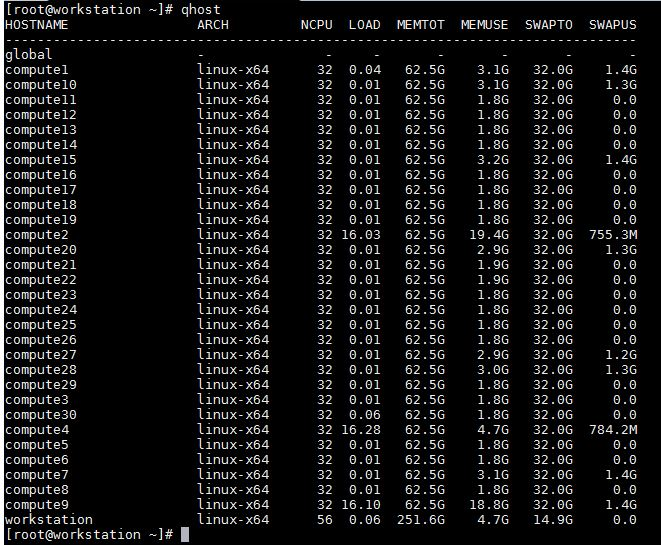 [root@workstation ~]# qhost
HOSTNAME                ARCH         NCPU  LOAD  MEMTOT  MEMUSE  SWAPTO  SWAPUS
-------------------------------------------------------------------------------
global                  -               -     -       -       -       -       -
compute1                linux-x64      32  0.04   62.5G    3.1G   32.0G    1.4G
compute10               linux-x64      32  0.01   62.5G    3.1G   32.0G    1.3G
compute11               linux-x64      32  0.01   62.5G    1.8G   32.0G     0.0
compute12               linux-x64      32  0.01   62.5G    1.8G   32.0G     0.0
compute13               linux-x64      32  0.01   62.5G    1.8G   32.0G     0.0
compute14               linux-x64      32  0.01   62.5G    1.8G   32.0G     0.0
compute15               linux-x64      32  0.01   62.5G    3.2G   32.0G    1.4G
compute16               linux-x64      32  0.01   62.5G    1.8G   32.0G     0.0
compute17               linux-x64      32  0.01   62.5G    1.8G   32.0G     0.0
compute18               linux-x64      32  0.01   62.5G    1.8G   32.0G     0.0
compute19               linux-x64      32  0.01   62.5G    1.8G   32.0G     0.0
compute2                linux-x64      32 16.03   62.5G   19.4G   32.0G  755.3M
compute20               linux-x64      32  0.01   62.5G    2.9G   32.0G    1.3G
compute21               linux-x64      32  0.01   62.5G    1.9G   32.0G     0.0
compute22               linux-x64      32  0.01   62.5G    1.9G   32.0G     0.0
compute23               linux-x64      32  0.01   62.5G    1.8G   32.0G     0.0
compute24               linux-x64      32  0.01   62.5G    1.8G   32.0G     0.0
compute25               linux-x64      32  0.01   62.5G    1.8G   32.0G     0.0
compute26               linux-x64      32  0.01   62.5G    1.8G   32.0G     0.0
compute27               linux-x64      32  0.01   62.5G    2.9G   32.0G    1.2G
compute28               linux-x64      32  0.01   62.5G    3.0G   32.0G    1.3G
compute29               linux-x64      32  0.01   62.5G    1.8G   32.0G     0.0
compute3                linux-x64      32  0.01   62.5G    1.8G   32.0G     0.0
compute30               linux-x64      32  0.06   62.5G    1.8G   32.0G     0.0
compute4                linux-x64      32 16.28   62.5G    4.7G   32.0G  784.2M
compute5                linux-x64      32  0.01   62.5G    1.8G   32.0G     0.0
compute6                linux-x64      32  0.01   62.5G    1.8G   32.0G     0.0
compute7                linux-x64      32  0.01   62.5G    3.1G   32.0G    1.4G
compute8                linux-x64      32  0.01   62.5G    1.8G   32.0G     0.0
compute9                linux-x64      32 16.10   62.5G   18.8G   32.0G    1.4G
workstation             linux-x64      56  0.06  251.6G    4.7G   14.9G     0.0
[root@workstation ~]#